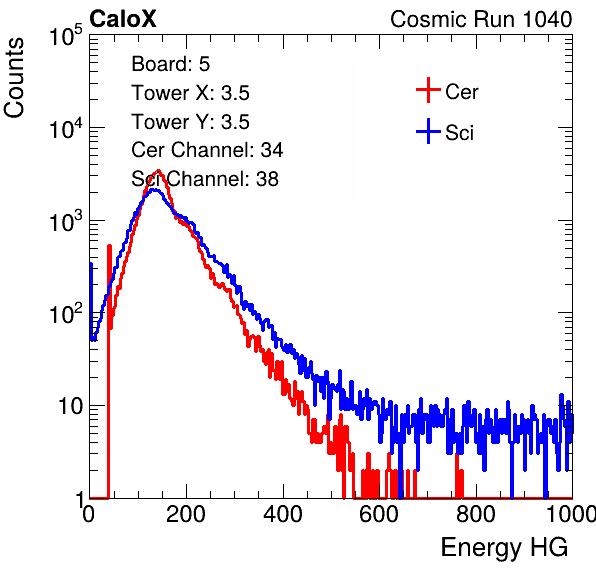 CaloX Cosmic Run 1040
Counts
10^5
10^4
10^3
10^2
10
1
Board: 5
Tower X: 3.5
Tower Y: 3.5
Cer Channel: 34
Sci Channel: 38
Cer
Sci
0 200 400 600 800 1000
Energy HG